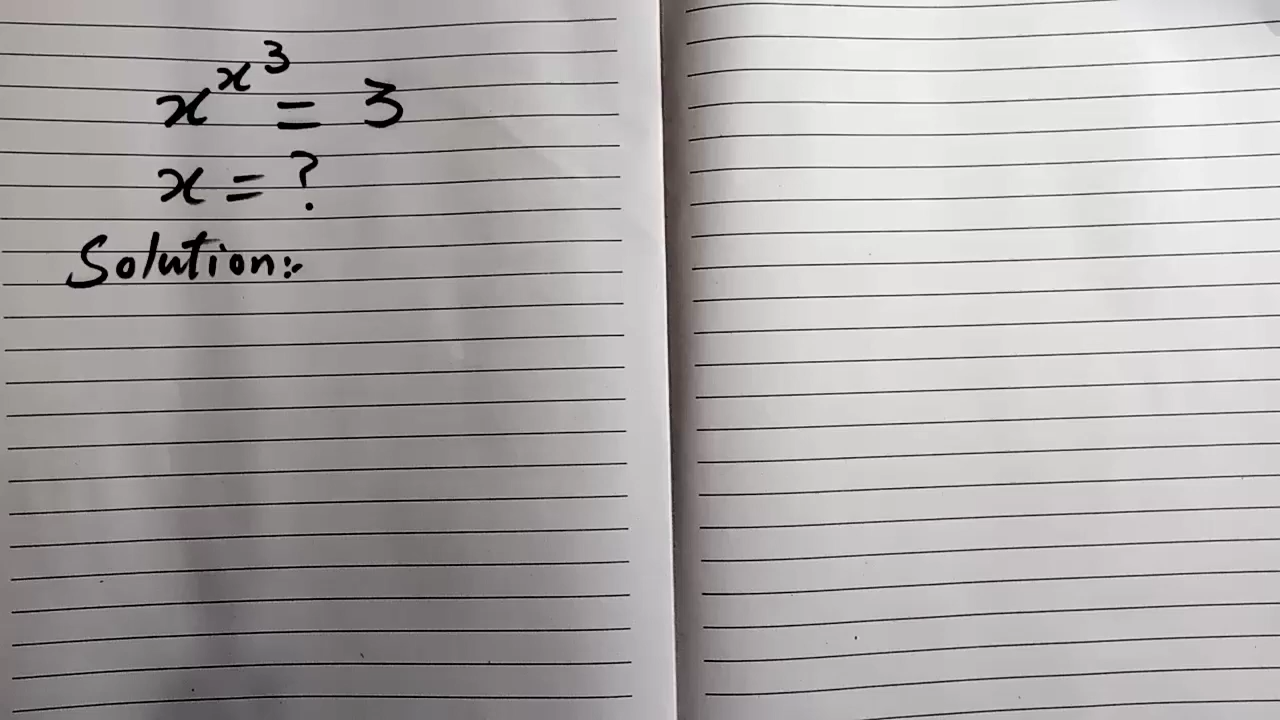 x^x^3 = 3
x = ?
Solution:-